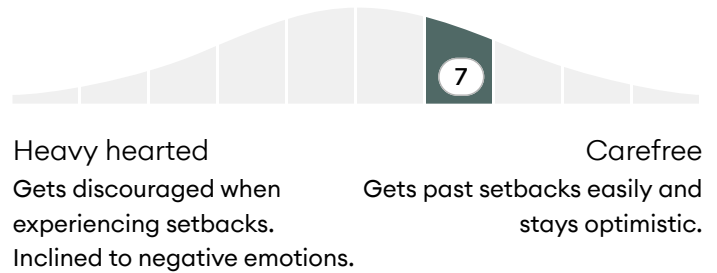 7
Heavy hearted
Carefree
Gets discouraged when
experiencing setbacks.
Inclined to negative emotions.
Gets past setbacks easily and
stays optimistic.